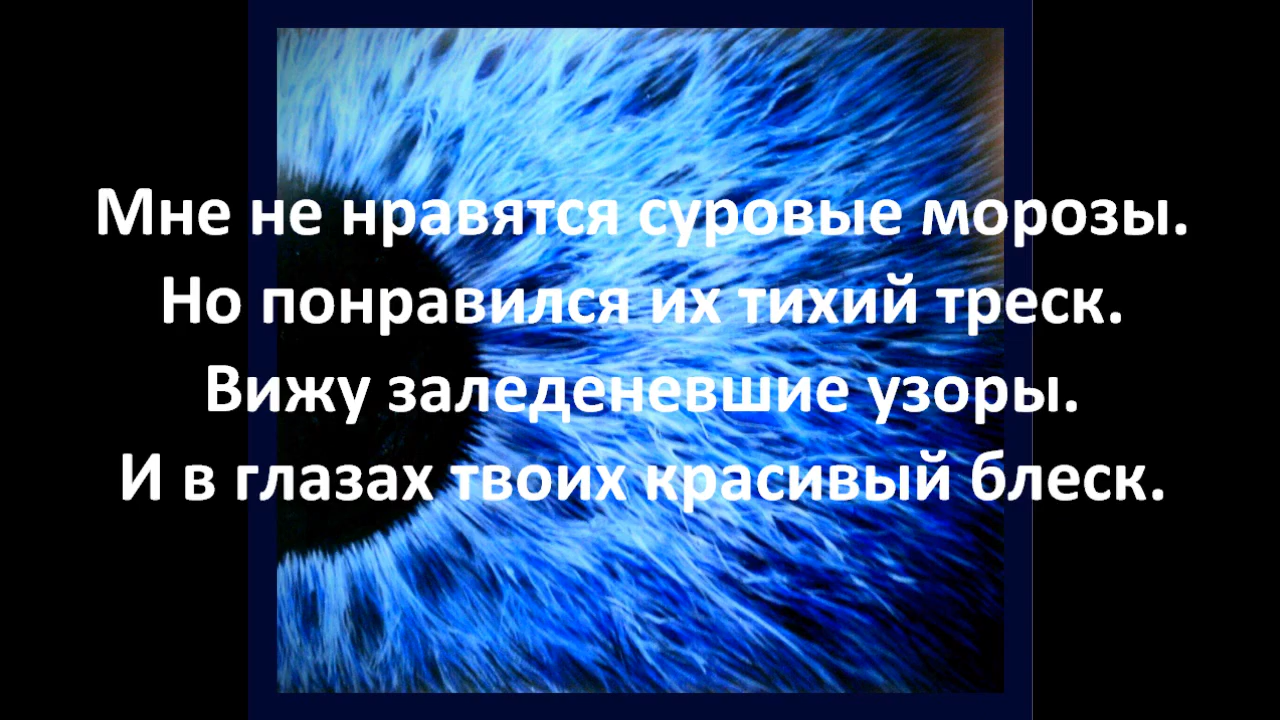 Мне не нравятся суровые морозы.
Но понравился их тихий треск.
Вижу заледеневшие узоры.
И в глазах твоих красивый блеск.